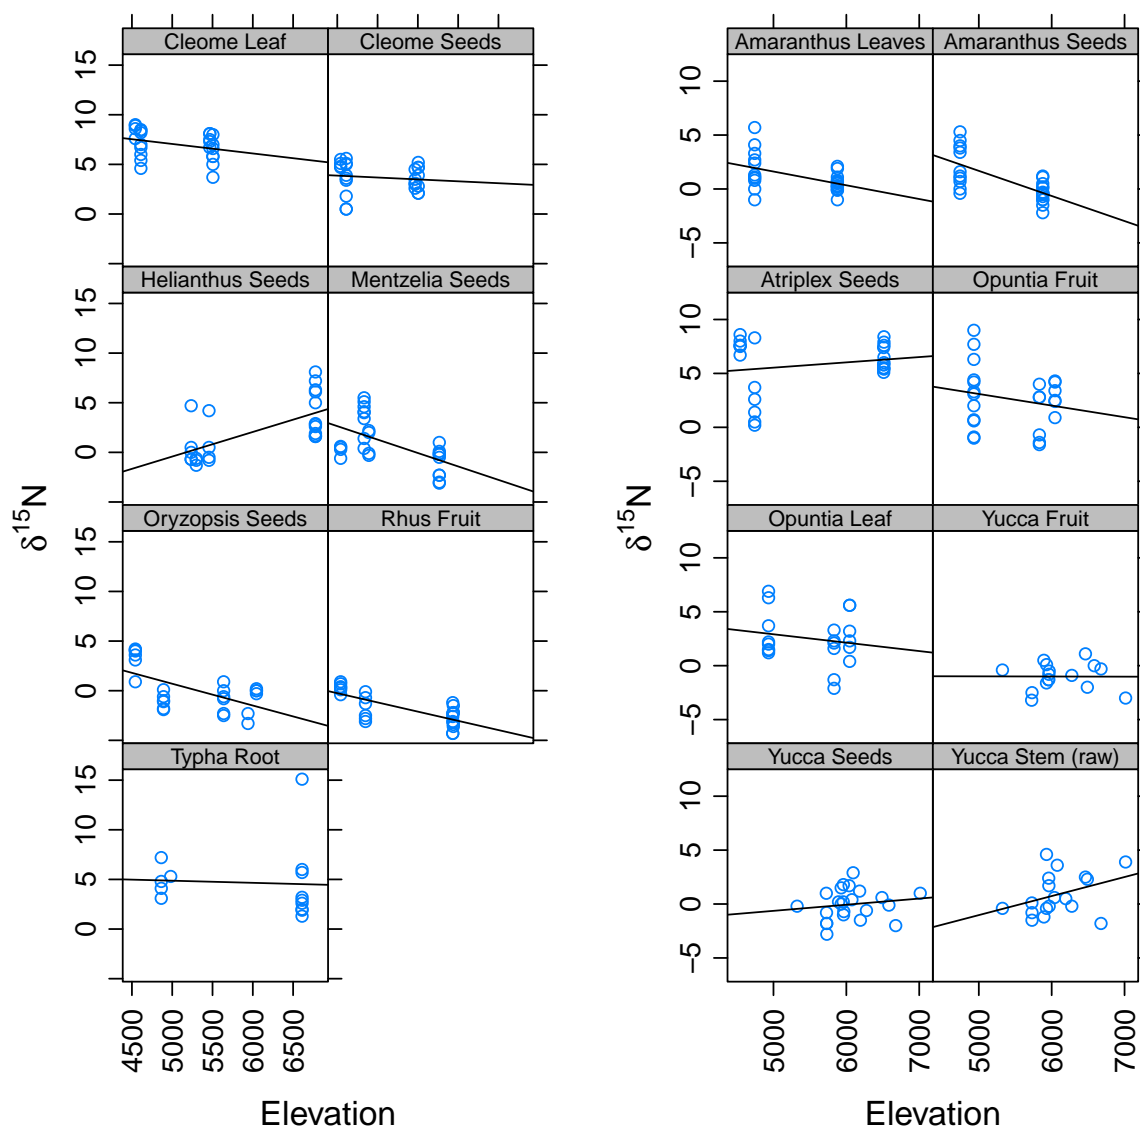 Cleome Leaf Cleome Seeds
15
10
5
0
Helianthus Seeds Mentzelia Seeds
15
10
5
0
Oryzopsis Seeds Rhus Fruit
15
10
5
0
Typha Root
15
10
5
0
4500 5000 5500 6000 6500
Elevation
δ15N
Amaranthus Leaves Amaranthus Seeds
10
5
0
−5
Atriplex Seeds Opuntia Fruit
10
5
0
−5
Opuntia Leaf Yucca Fruit
10
5
0
−5
Yucca Seeds Yucca Stem (raw)
10
5
0
−5
5000 6000 7000 5000 6000 7000
Elevation
δ15N